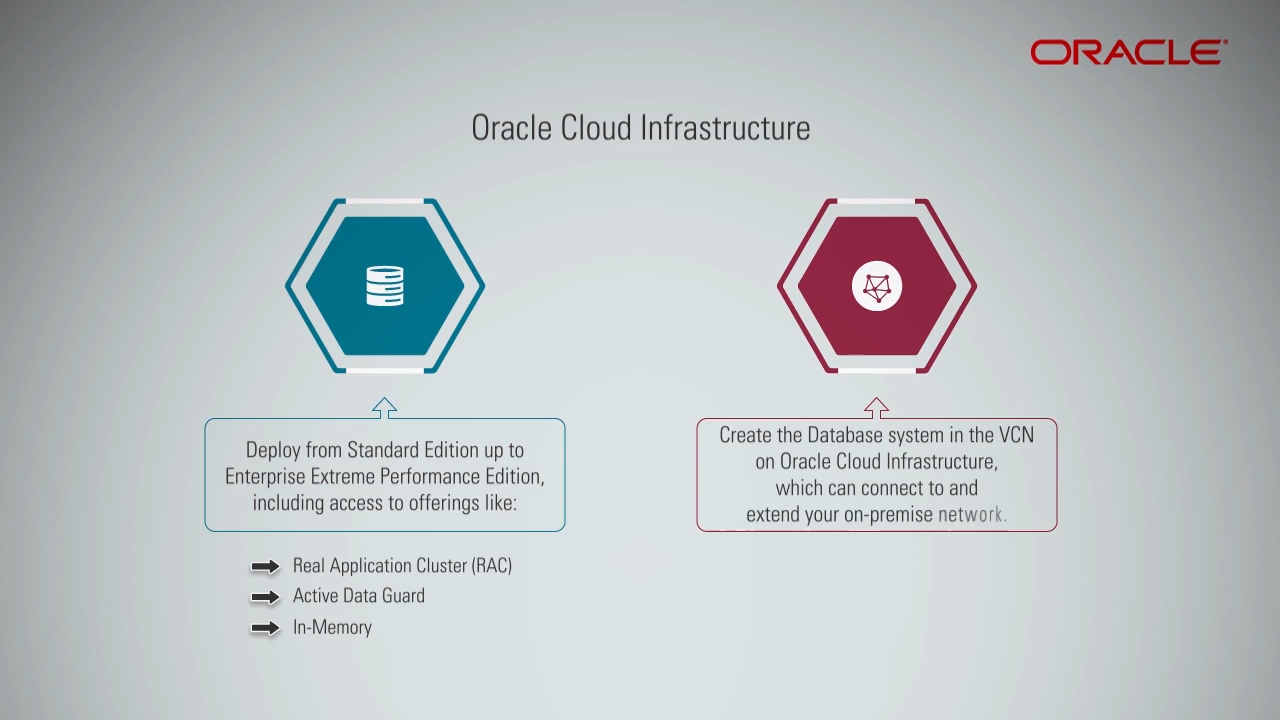 ORACLE
Oracle Cloud Infrastructure
Deploy from Standard Edition up to
Enterprise Extreme Performance Edition,
including access to offerings like:
Real Application Cluster (RAC)
Active Data Guard
In-Memory
Create the Database system in the VCN
on Oracle Cloud Infrastructure,
which can connect to and
extend your on-premise network.